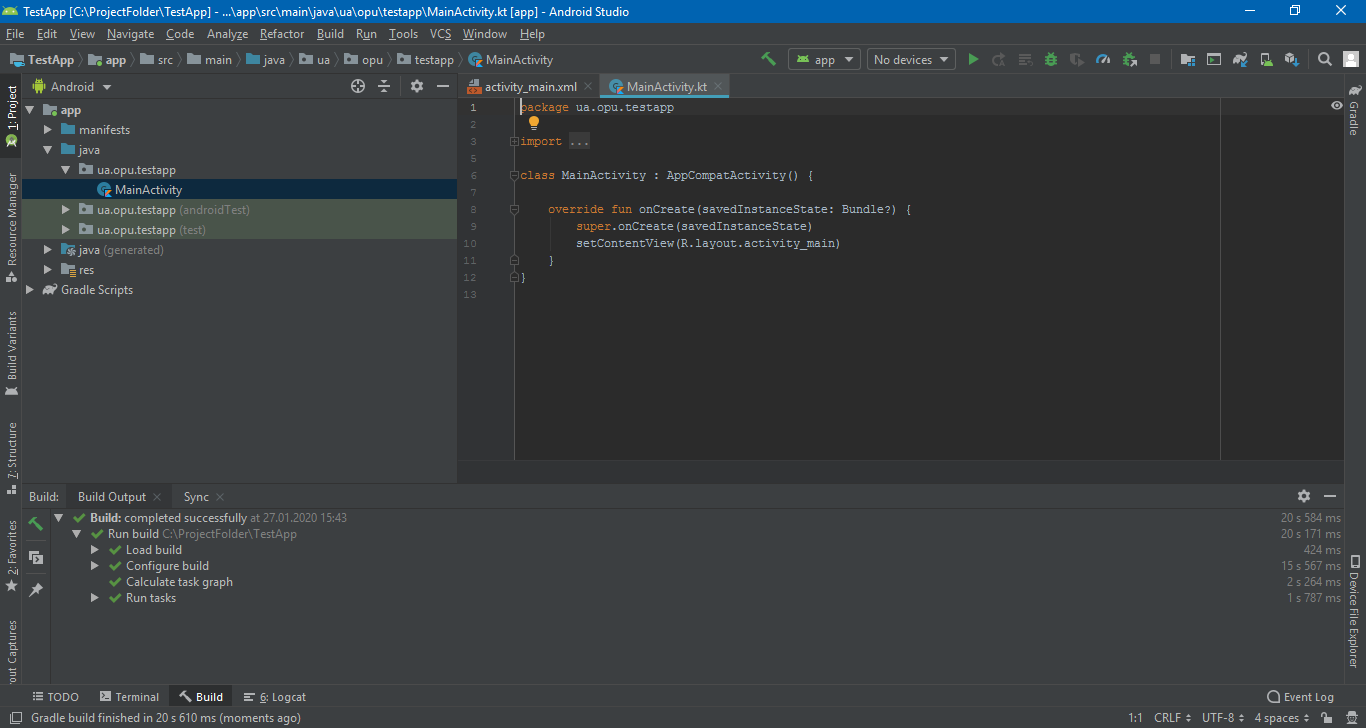 TestApp [C:\ProjectFolder\TestApp] - ...\app\src\main\java\ua\opu\testapp\MainActivity.kt [app] - Android Studio
File Edit View Navigate Code Analyze Refactor Build Run Tools VCS Window Help
TestApp app src main java ua opu testapp MainActivity app No devices
1: Project
Resource Manager
Build Variants
7: Structure
2: Favorites
out Captures
Android
app
manifests
java
ua.opu.testapp
MainActivity
ua.opu.testapp (androidTest)
ua.opu.testapp (test)
java (generated)
res
Gradle Scripts
activity_main.xml MainActivity.kt
1 package ua.opu.testapp
2
3 import ...
5
6 class MainActivity : AppCompatActivity() {
7
8 override fun onCreate(savedInstanceState: Bundle?) {
9 super.onCreate(savedInstanceState)
10 setContentView(R.layout.activity_main)
11 }
12 }
13
Gradle
Device File Explorer
Build: Build Output Sync
Build: completed successfully at 27.01.2020 15:43 20 s 584 ms
Run build C:\ProjectFolder\TestApp 20 s 171 ms
Load build 424 ms
Configure build 15 s 567 ms
Calculate task graph 2 s 264 ms
Run tasks 1 s 787 ms
TODO Terminal Build 6: Logcat Event Log
Gradle build finished in 20 s 610 ms (moments ago) 1:1 CRLF UTF-8 4 spaces